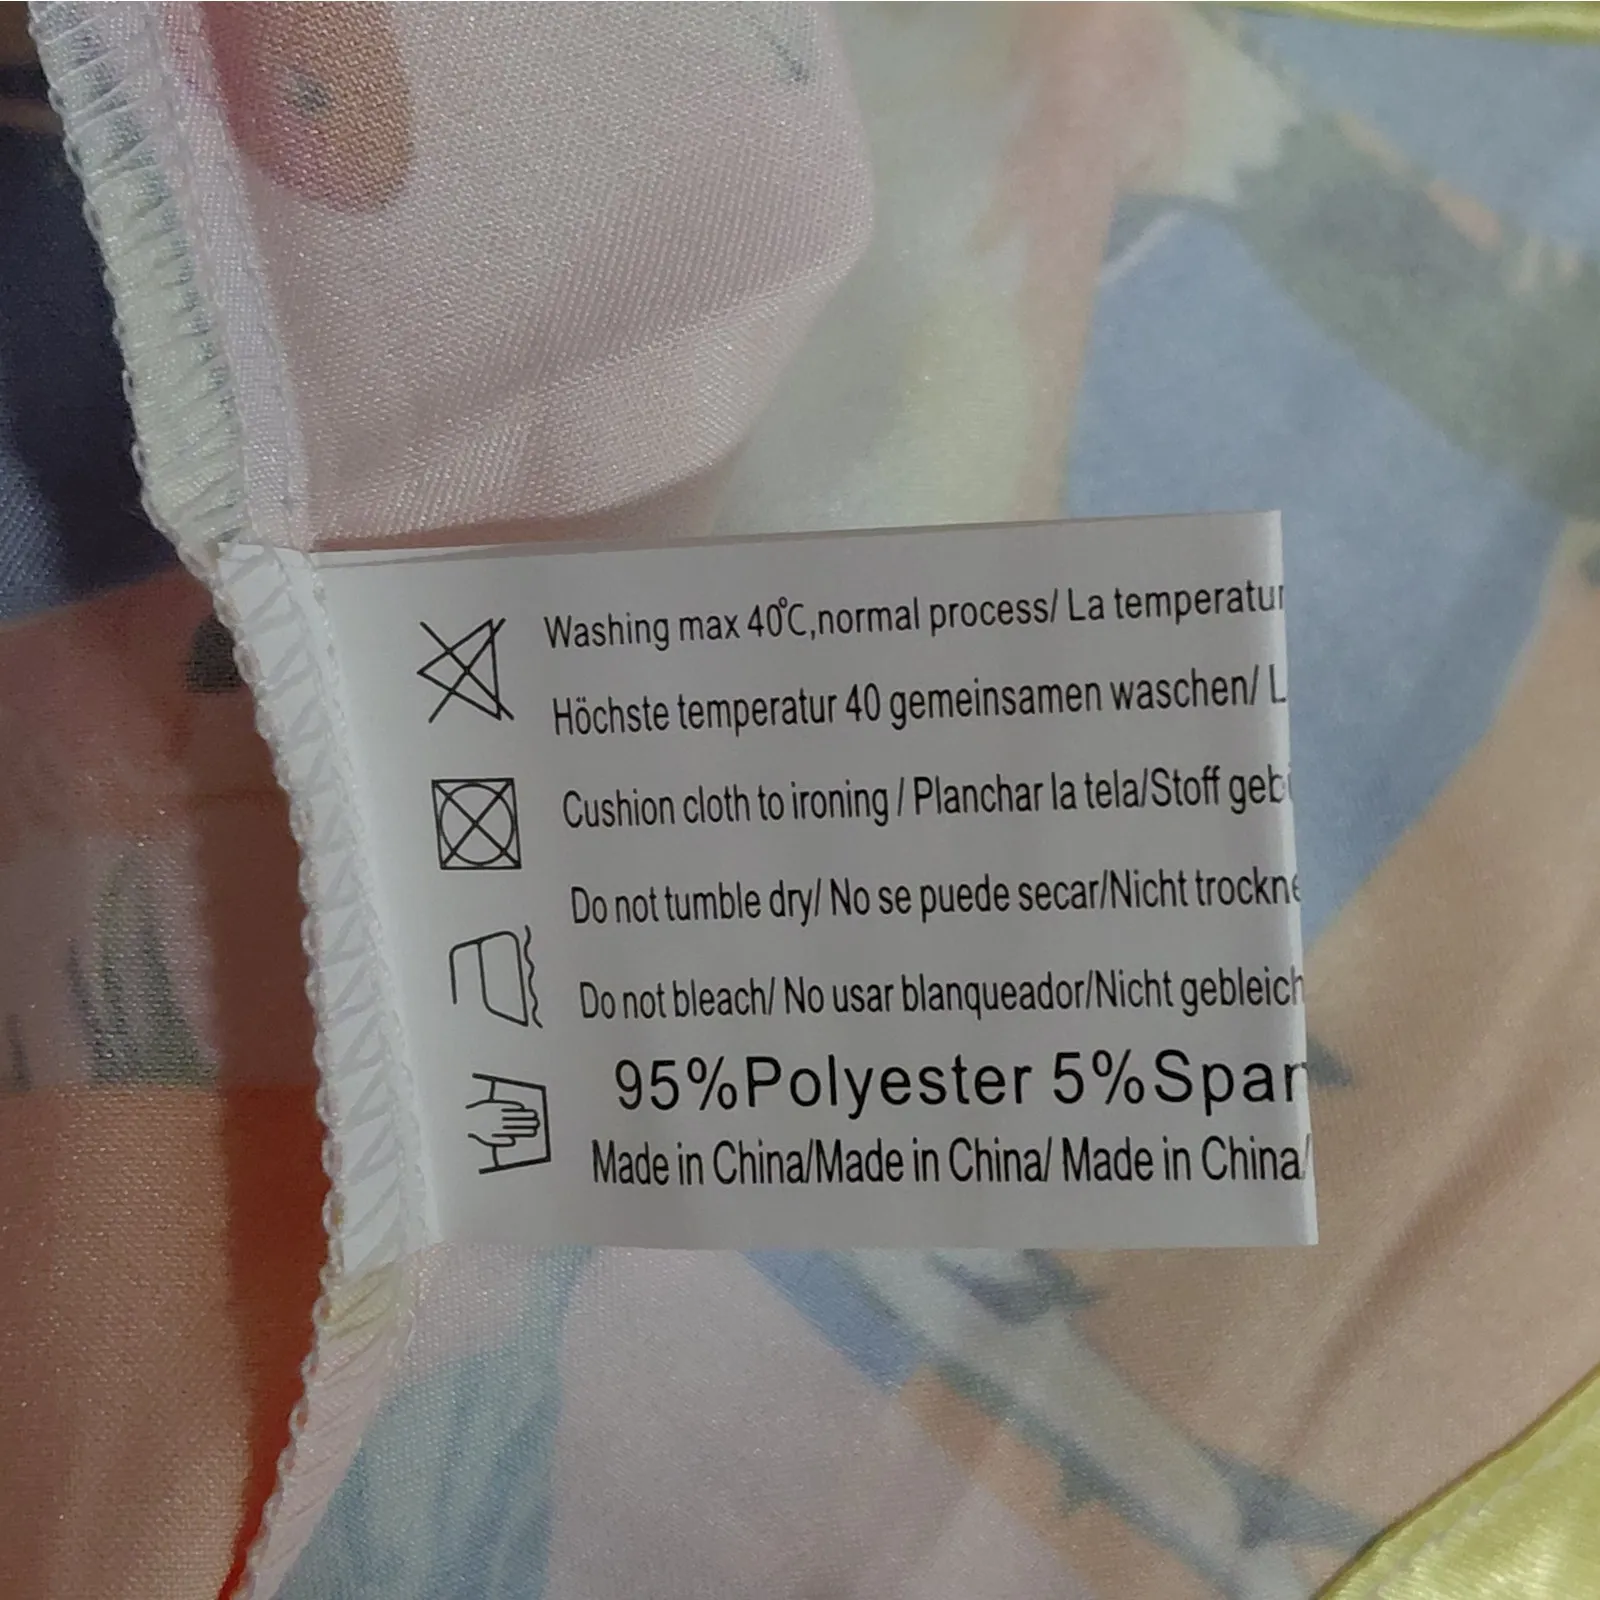 Washing max 40℃,normal process/ La temperatur
Höchste temperatur 40 gemeinsamen waschen/ L
Cushion cloth to ironing / Planchar la tela/Stoff gebi
Do not tumble dry/ No se puede secar/Nicht trockne
Do not bleach/ No usar blanqueador/Nicht gebleich
95%Polyester 5%Span
Made in China/Made in China/ Made in China/